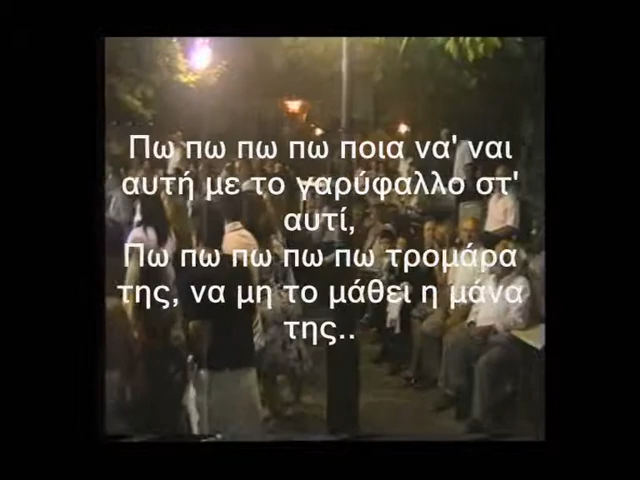 Πω πω πω πω ποια να' ναι
αυτή με το γαρύφαλλο στ'
αυτί,
Πω πω πω πω πω τρομάρα
της, να μη το μάθει η μάνα
της..